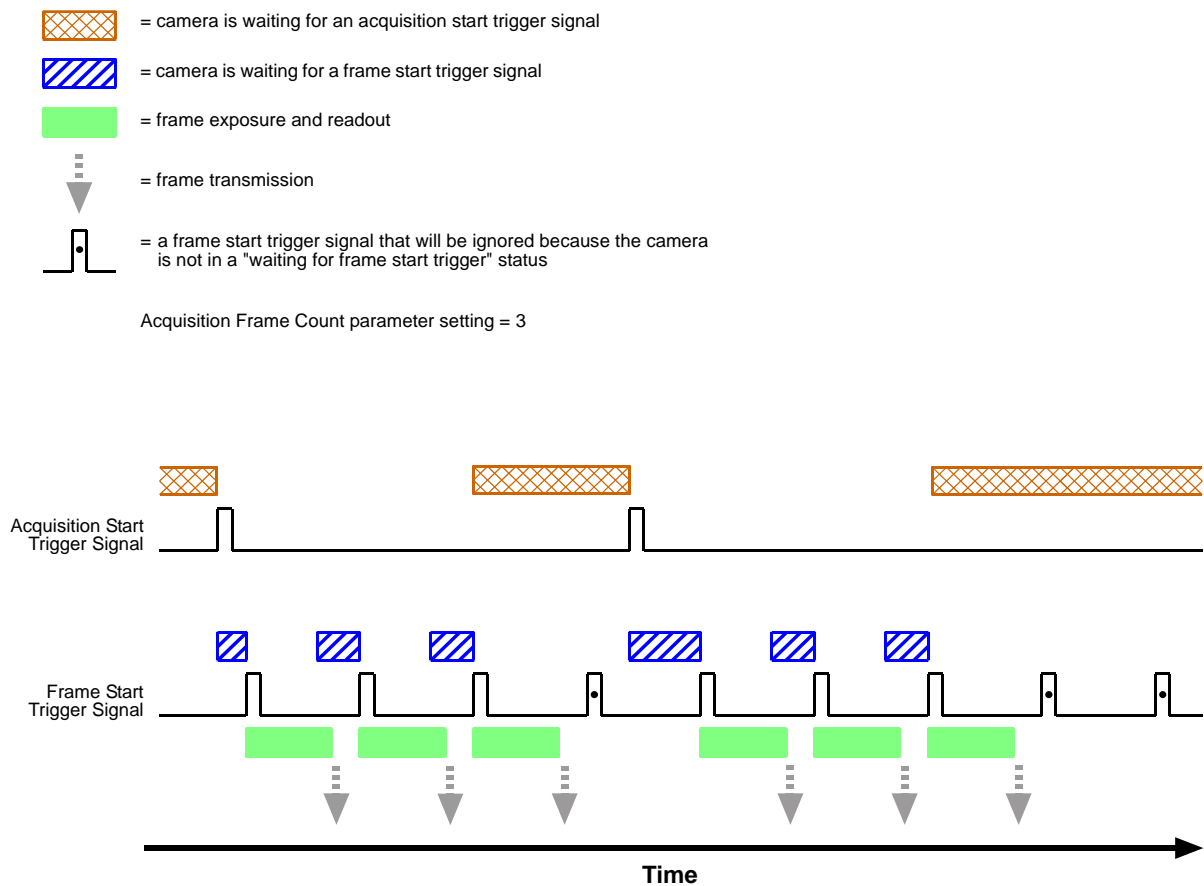 = camera is waiting for an acquisition start trigger signal
= camera is waiting for a frame start trigger signal
= frame exposure and readout
= frame transmission
= a frame start trigger signal that will be ignored because the camera
is not in a "waiting for frame start trigger" status
Acquisition Frame Count parameter setting = 3
Acquisition Start
Trigger Signal
Frame Start
Trigger Signal
Time